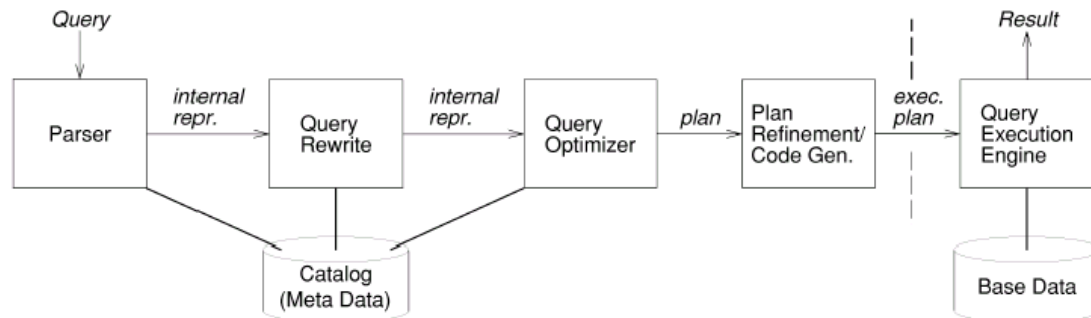 Query
Result
Parser
internal
repr.
Query
Rewrite
internal
repr.
Query
Optimizer
plan
Plan
Refinement/
Code Gen.
exec.
plan
Query
Execution
Engine
Catalog
(Meta Data)
Base Data